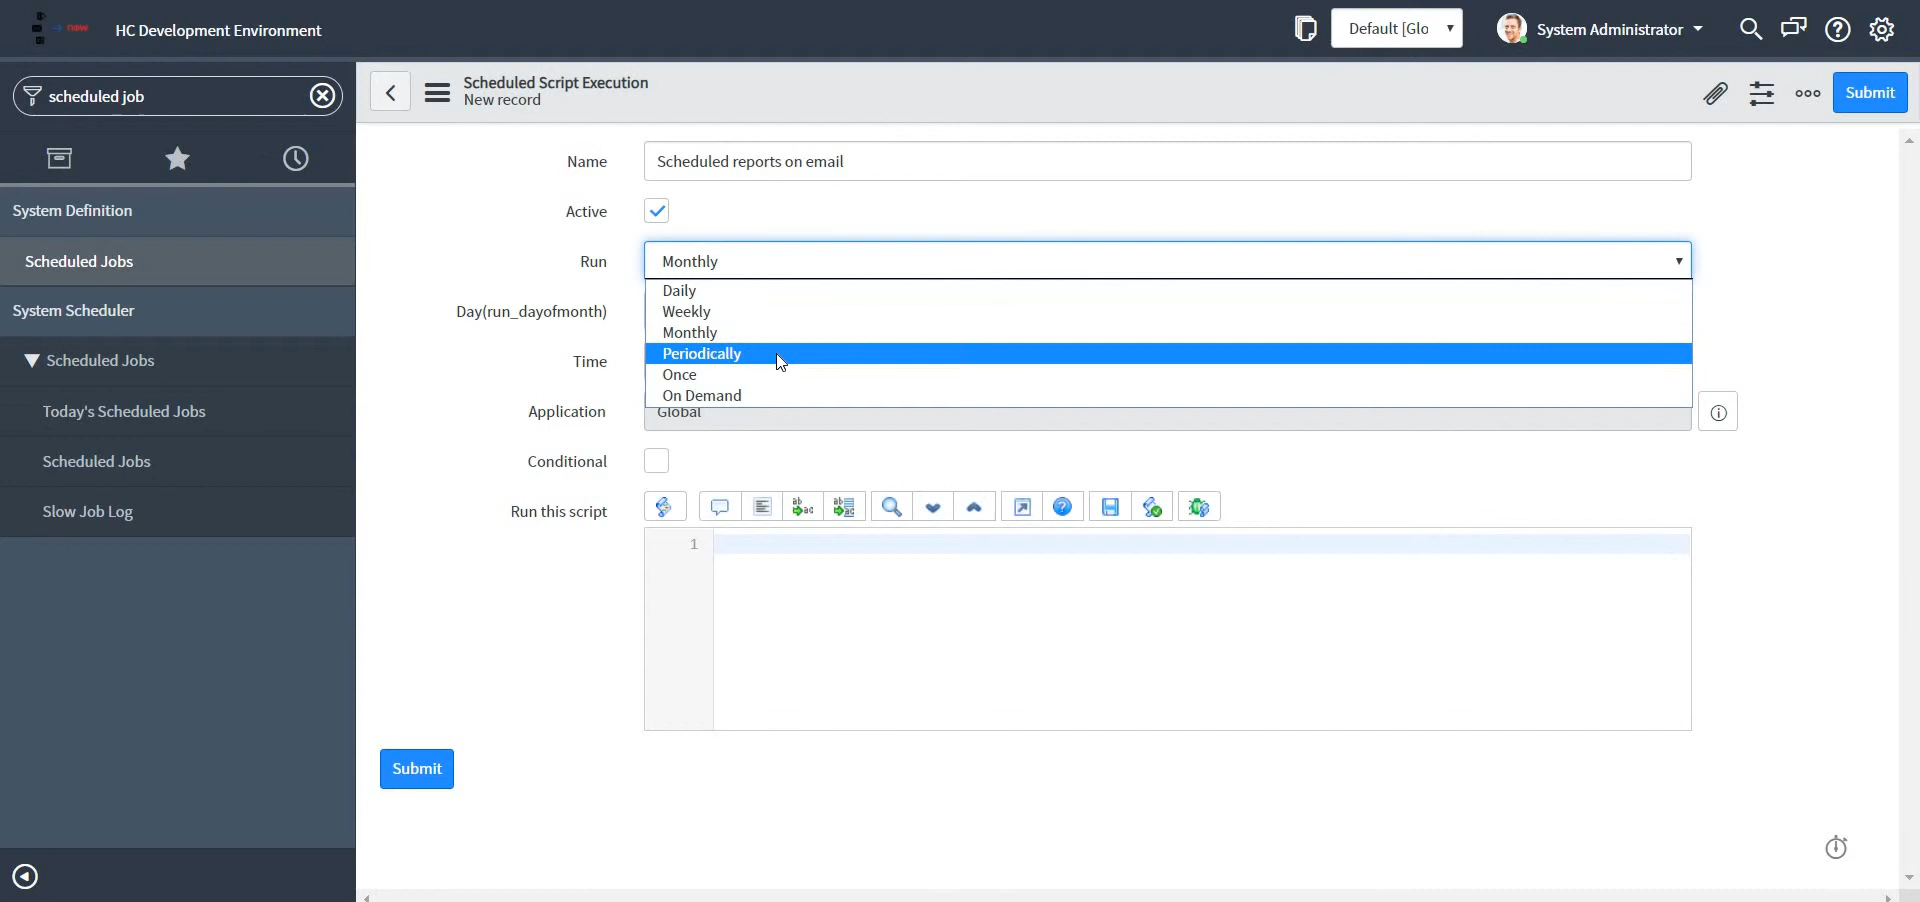 now HC Development Environment
Default [Glo
System Administrator
scheduled job
Scheduled Script Execution
New record
Submit
System Definition
Scheduled Jobs
System Scheduler
Scheduled Jobs
Today's Scheduled Jobs
Scheduled Jobs
Slow Job Log
Name Scheduled reports on email
Active
Run Monthly
Daily
Weekly
Monthly
Periodically
Once
On Demand
Day(run_dayofmonth)
Time
Application Global
Conditional
Run this script
1
Submit